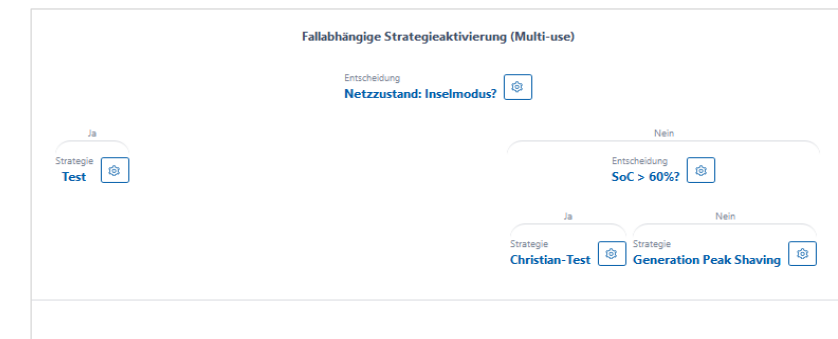 Fallabhängige Strategieaktivierung (Multi-use)
Entscheidung
Netzzustand: Inselmodus?
Ja
Nein
Strategie
Test
Entscheidung
SoC > 60%?
Ja
Nein
Strategie
Christian-Test
Strategie
Generation Peak Shaving